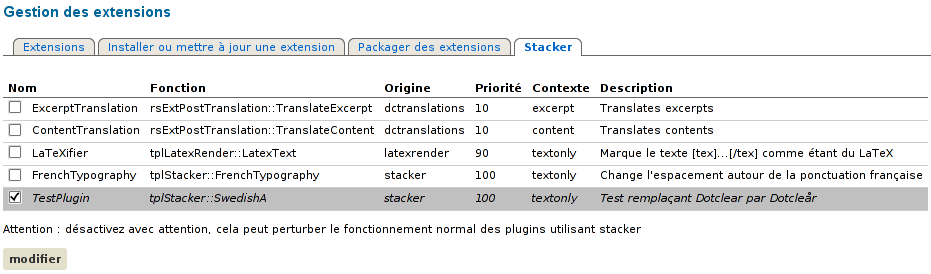 Gestion des extensions
Extensions Installer ou mettre à jour une extension Packager des extensions Stacker
Nom Fonction Origine Priorité Contexte Description
ExcerptTranslation rsExtPostTranslation::TranslateExcerpt dctranslations 10 excerpt Translates excerpts
ContentTranslation rsExtPostTranslation::TranslateContent dctranslations 10 content Translates contents
LaTeXifier tplLatexRender::LatexText latexrender 90 textonly Marque le texte [tex]...[/tex] comme étant du LaTeX
FrenchTypography tplStacker::FrenchTypography stacker 100 textonly Change l'espacement autour de la ponctuation française
TestPlugin tplStacker::SwedishA stacker 100 textonly Test remplaçant Dotclear par Dotcleår
Attention : désactivez avec attention, cela peut perturber le fonctionnement normal des plugins utilisant stacker
modifier